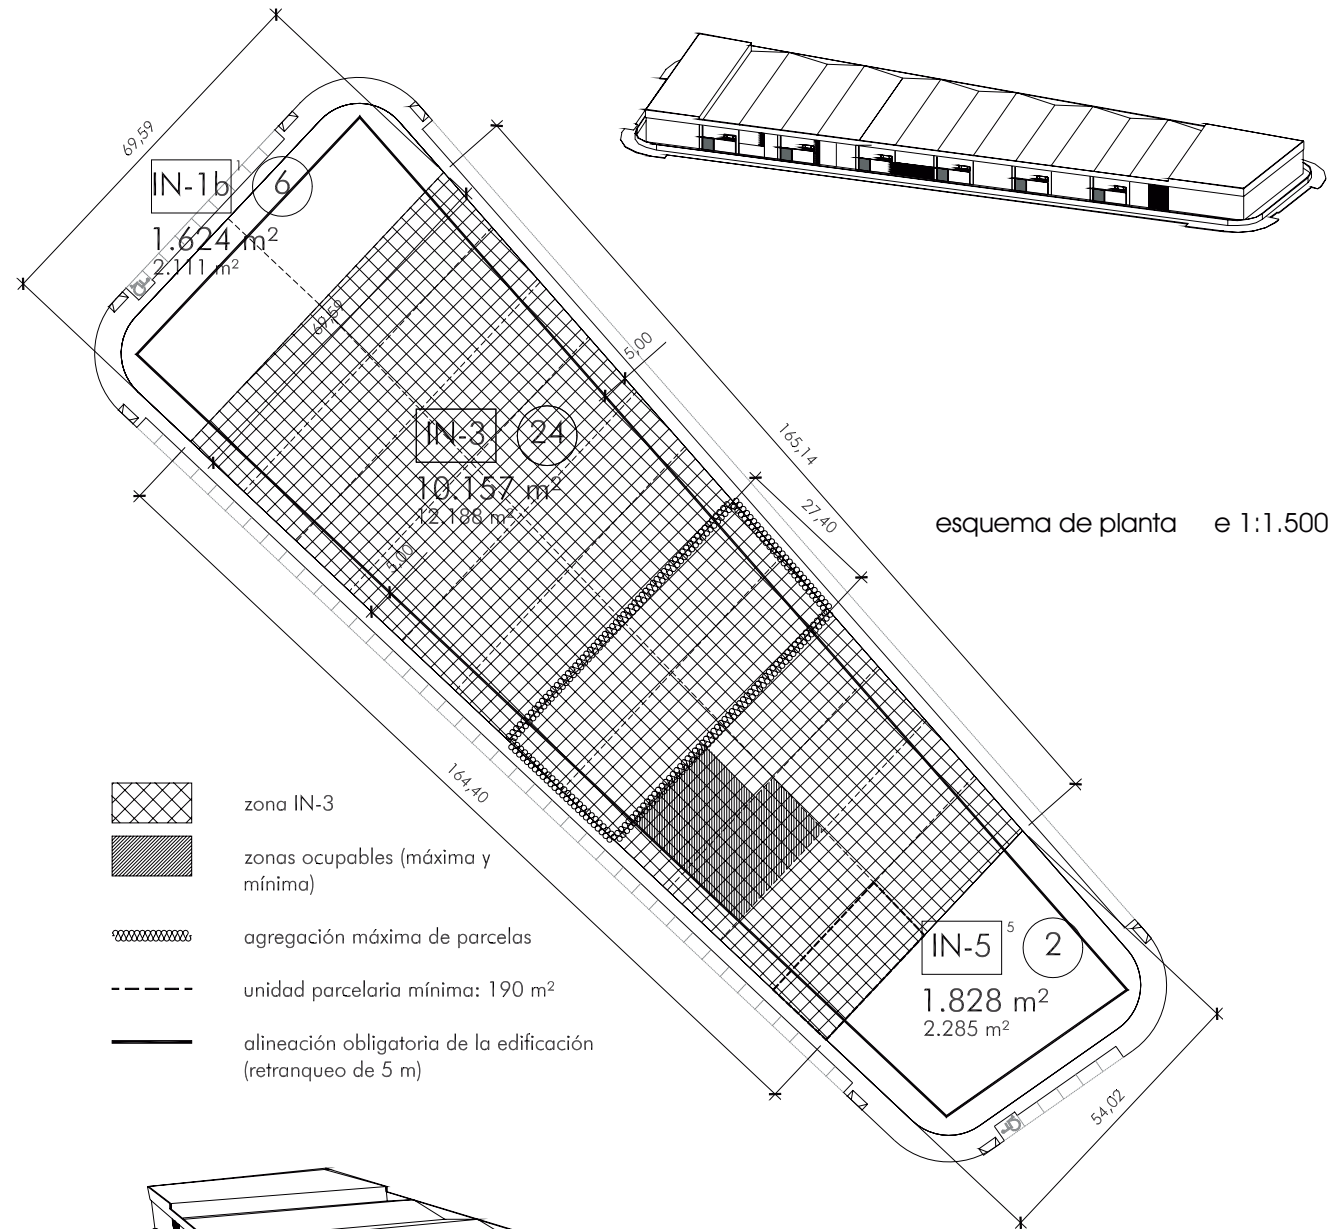 69,59
IN-1b 1 6
1.624 m²
2.111 m²
69,59
5,00
IN-3 24
10.157 m²
12.188 m²
165,14
27,40
esquema de planta e 1:1.500
5,00
164,40
zona IN-3
zonas ocupables (máxima y
mínima)
agregación máxima de parcelas
unidad parcelaria mínima: 190 m²
alineación obligatoria de la edificación
(retranqueo de 5 m)
IN-5 5 2
1.828 m²
2.285 m²
54,02